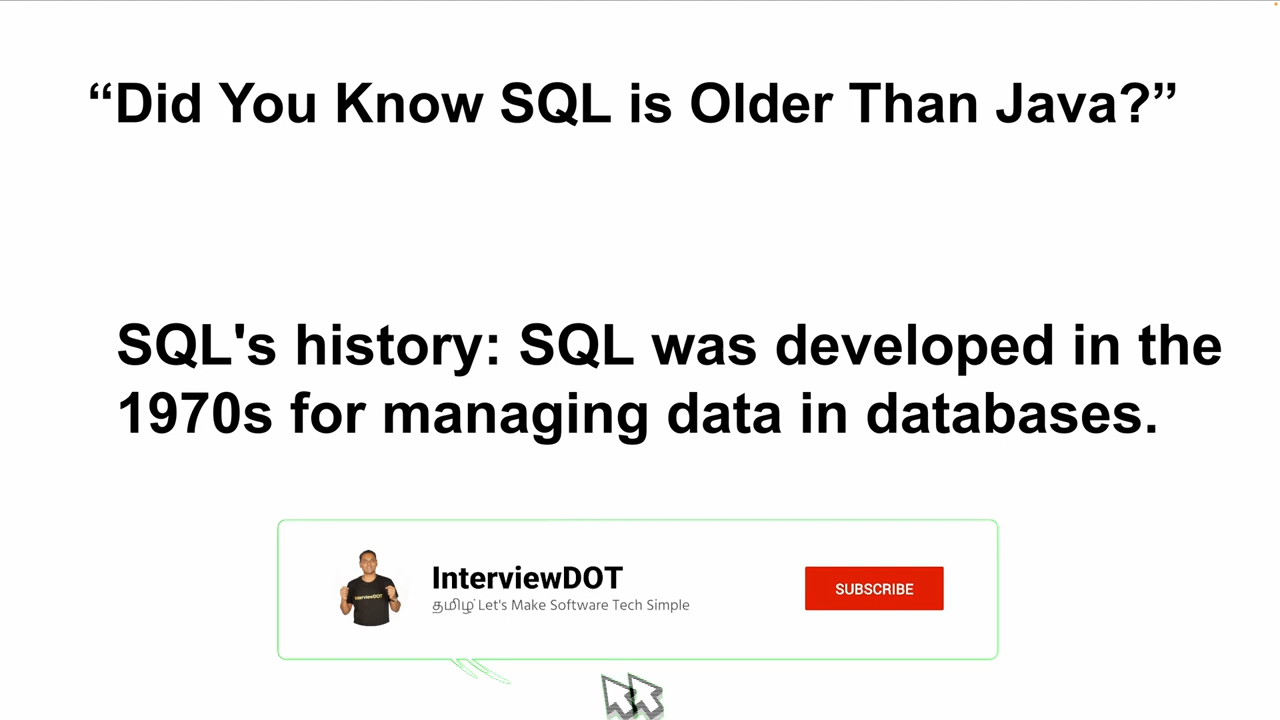 “Did You Know SQL is Older Than Java?”
SQL's history: SQL was developed in the
1970s for managing data in databases.
InterviewDOT
தமிழ் Let's Make Software Tech Simple
SUBSCRIBE
InterviewDOT